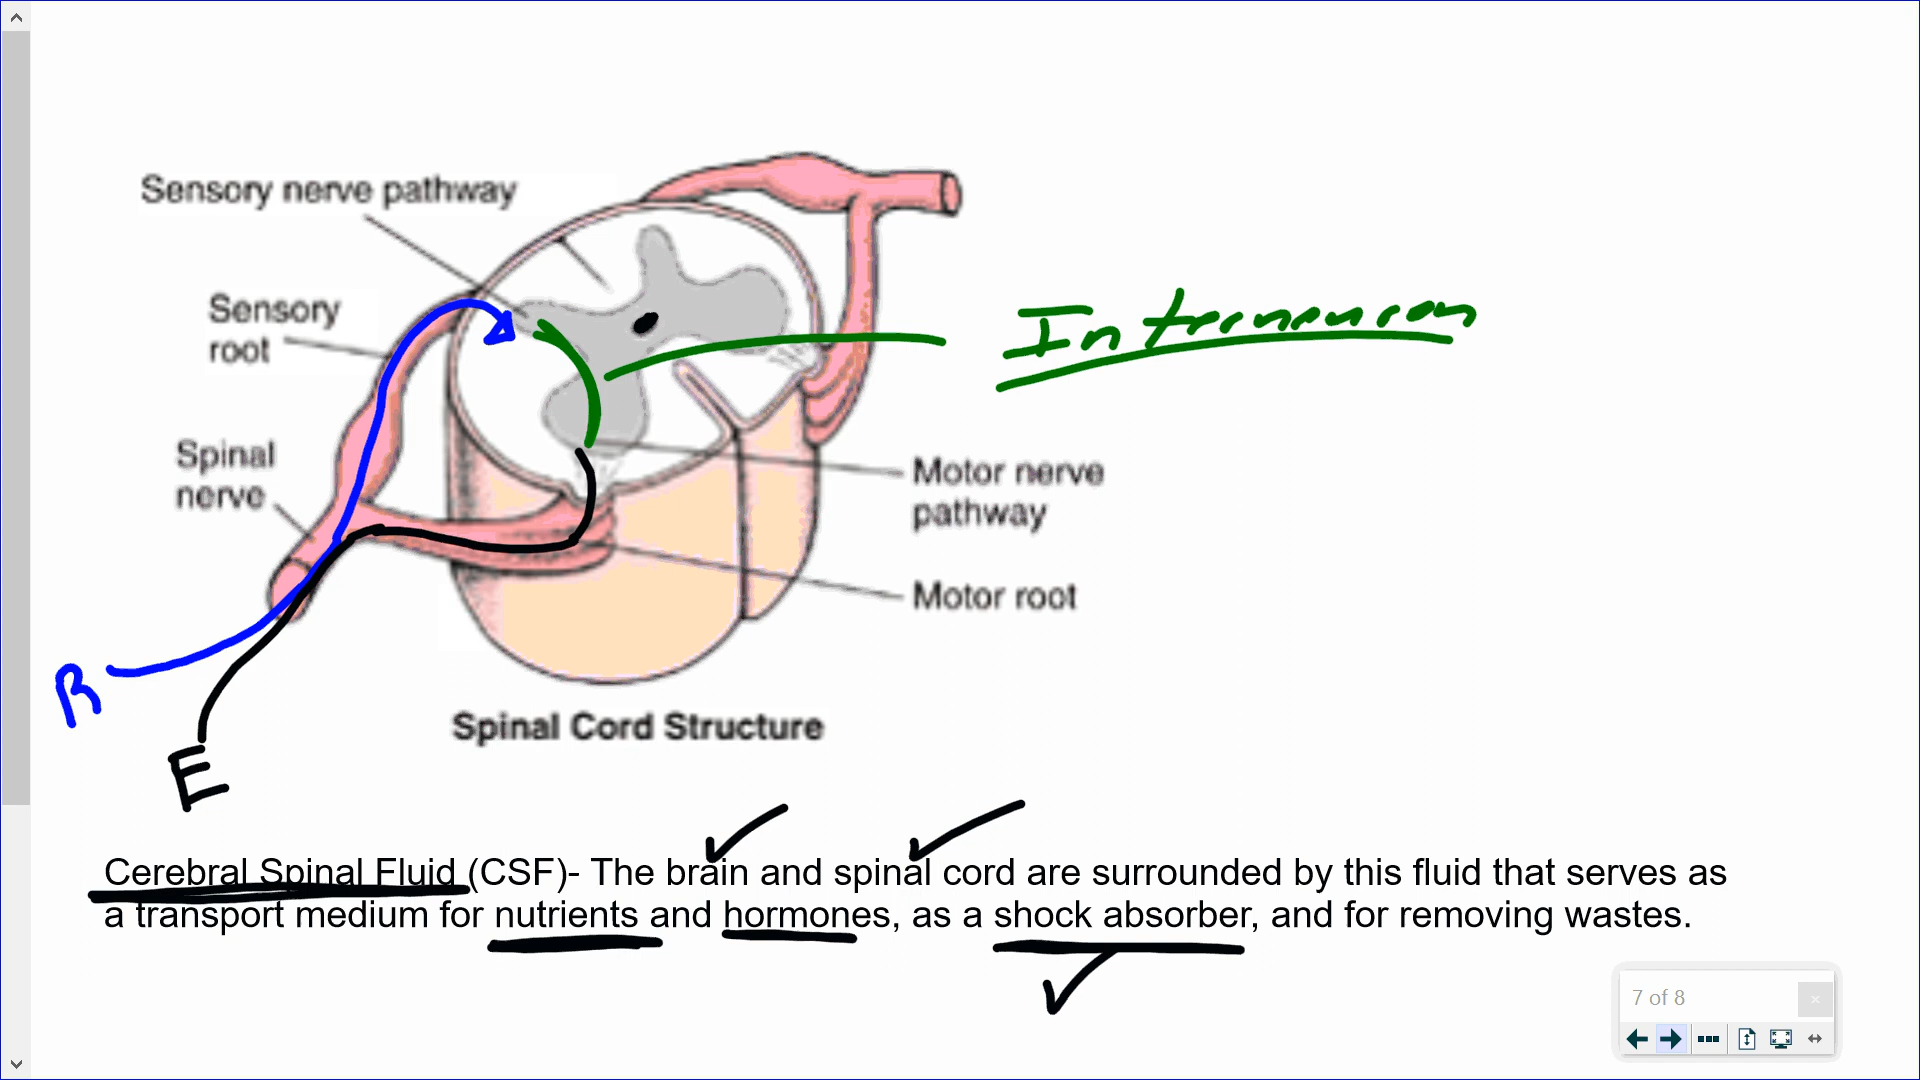 Sensory nerve pathway
Sensory
root
Interneuron
Spinal
nerve
Motor nerve
pathway
Motor root
R
Spinal Cord Structure
E
Cerebral Spinal Fluid (CSF)- The brain and spinal cord are surrounded by this fluid that serves as
a transport medium for nutrients and hormones, as a shock absorber, and for removing wastes.
7 of 8